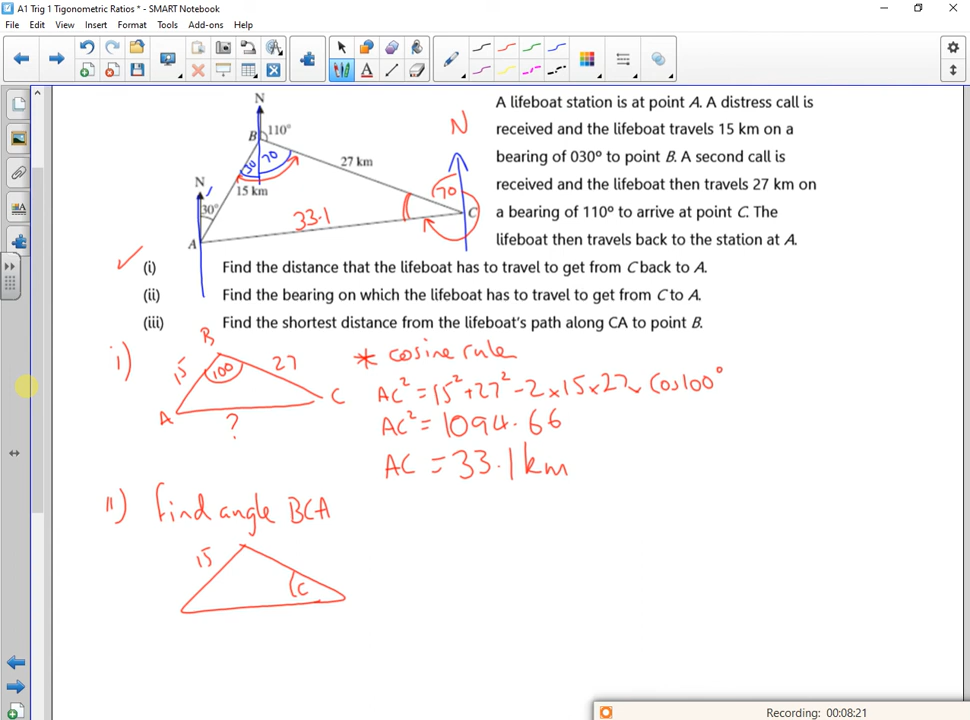 A1 Trig 1 Tigonometric Ratios * - SMART Notebook
File Edit View Insert Format Tools Add-ons Help
N
B 110°
30 70
27 km
N
15 km
N
30°
70
C
33.1
A
A lifeboat station is at point A. A distress call is
received and the lifeboat travels 15 km on a
bearing of 030° to point B. A second call is
received and the lifeboat then travels 27 km on
a bearing of 110° to arrive at point C. The
lifeboat then travels back to the station at A.
(i) Find the distance that the lifeboat has to travel to get from C back to A.
(ii) Find the bearing on which the lifeboat has to travel to get from C to A.
(iii) Find the shortest distance from the lifeboat's path along CA to point B.
i)
B
15 100 27
A C
?
* cosine rule
AC² = 15² + 27² - 2 × 15 × 27 × Cos100°
AC² = 1094.66
AC = 33.1 km
ii) find angle BCA
15
C
Recording: 00:08:21